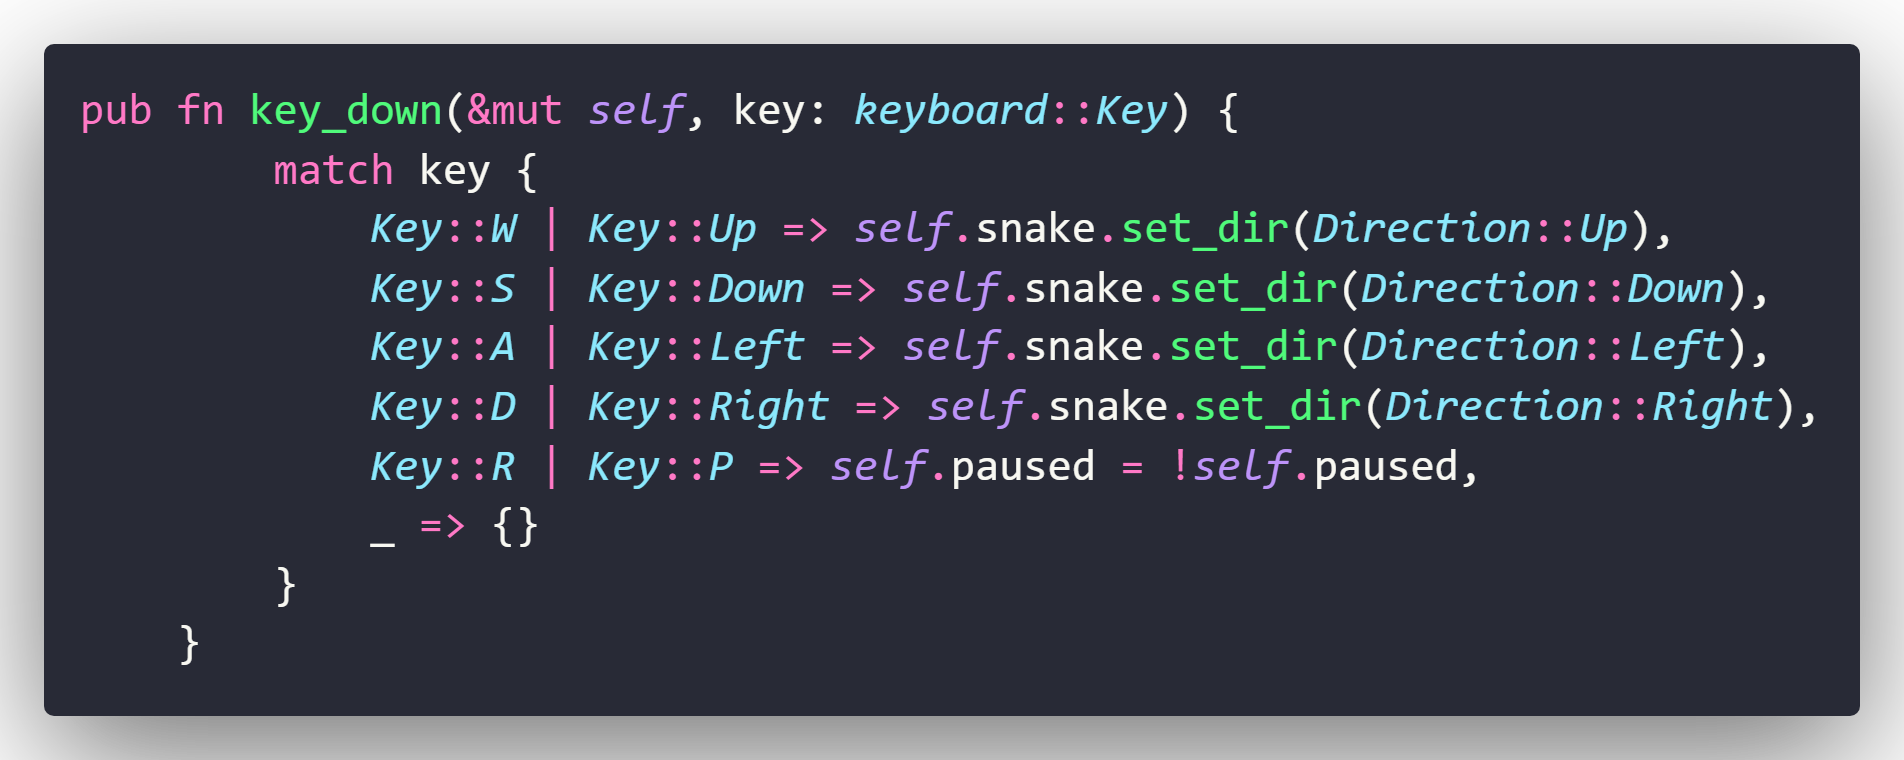 pub fn key_down(&mut self, key: keyboard::Key) {
        match key {
            Key::W | Key::Up => self.snake.set_dir(Direction::Up),
            Key::S | Key::Down => self.snake.set_dir(Direction::Down),
            Key::A | Key::Left => self.snake.set_dir(Direction::Left),
            Key::D | Key::Right => self.snake.set_dir(Direction::Right),
            Key::R | Key::P => self.paused = !self.paused,
            _ => {}
        }
    }